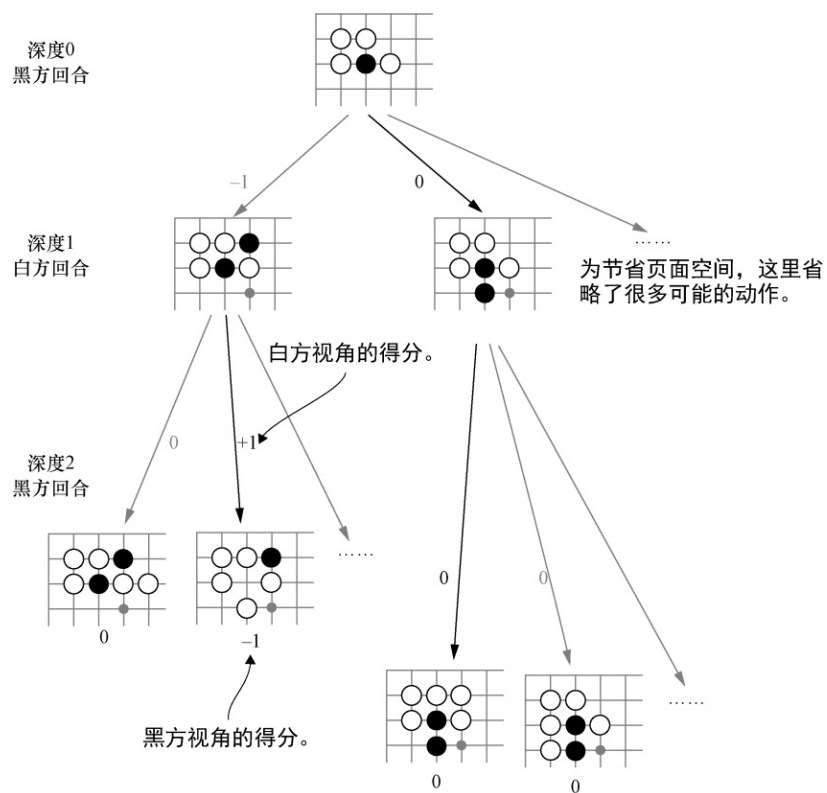 深度0
黑方回合
–1
0
深度1
白方回合
……
为节省页面空间，这里省
略了很多可能的动作。
白方视角的得分。
0
+1
深度2
黑方回合
……
0
–1
0
0
……
黑方视角的得分。
0
0